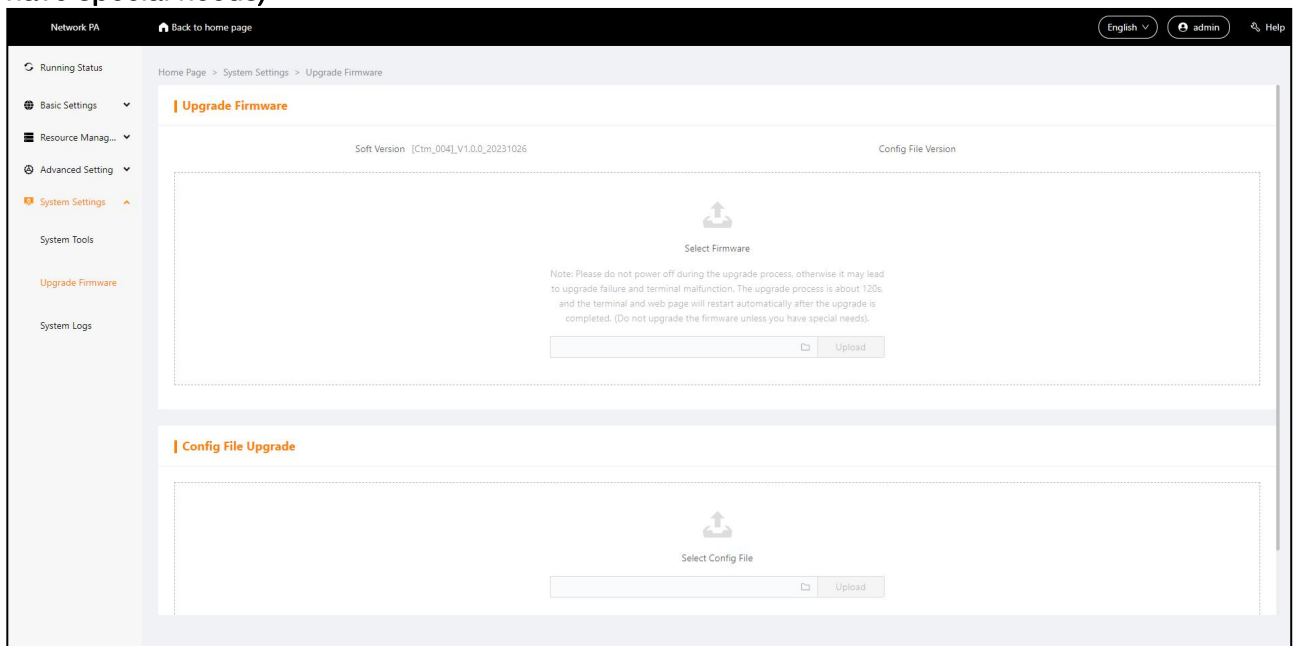 have special needs)
Network PA
Back to home page
English
admin
Help
Running Status
Basic Settings
Resource Manag...
Advanced Setting
System Settings
System Tools
Upgrade Firmware
System Logs
Home Page > System Settings > Upgrade Firmware
Upgrade Firmware
Soft Version [Ctm_004]_V1.0.0_20231026
Config File Version
Select Firmware
Note: Please do not power off during the upgrade process, otherwise it may lead
to upgrade failure and terminal malfunction. The upgrade process is about 120s
and the terminal and web page will restart automatically after the upgrade is
completed. (Do not upgrade the firmware unless you have special needs).
Upload
Config File Upgrade
Select Config File
Upload